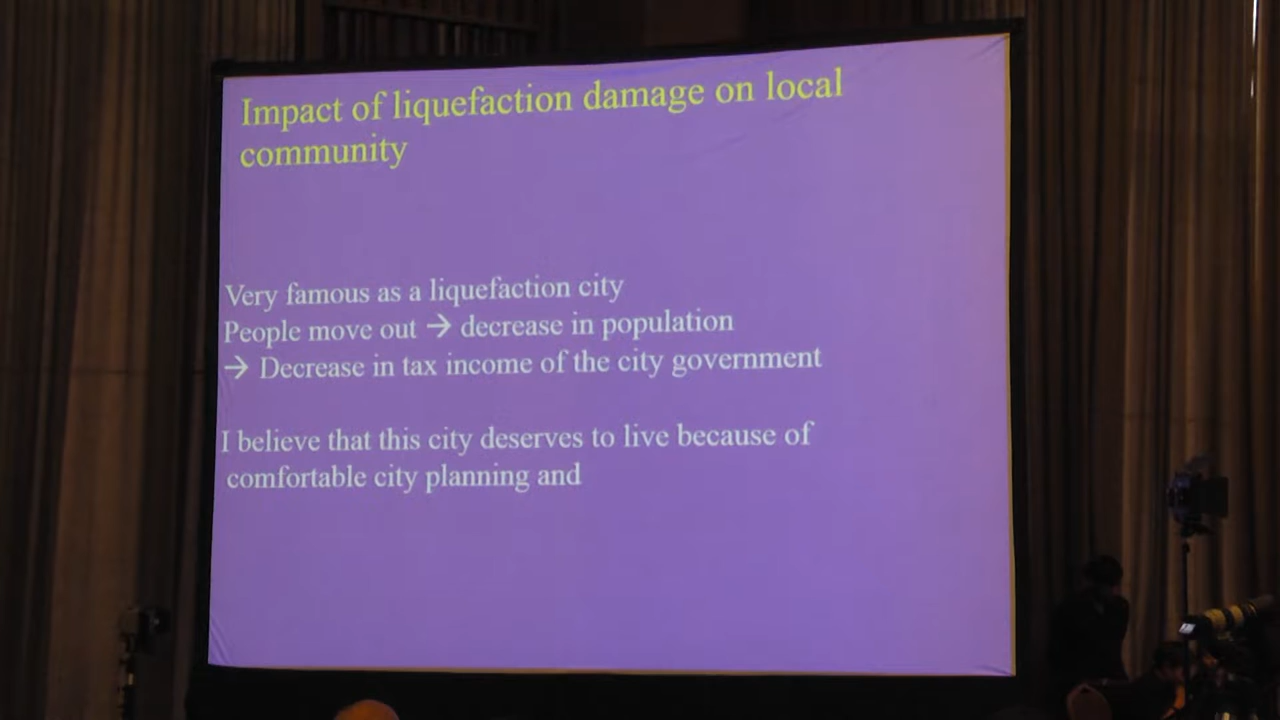 Impact of liquefaction damage on local
community
Very famous as a liquefaction city
People move out → decrease in population
→ Decrease in tax income of the city government
I believe that this city deserves to live because of
comfortable city planning and